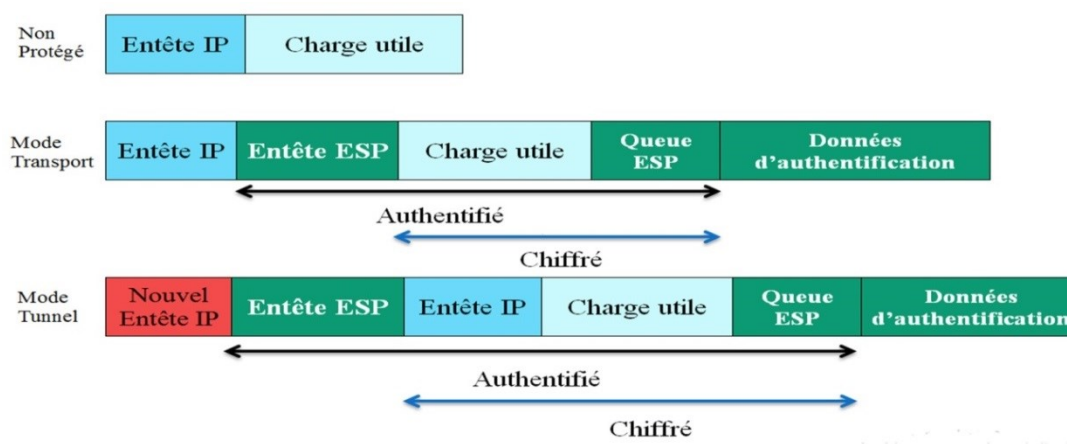 Non
Protégé
Entête IP
Charge utile
Mode
Transport
Entête IP
Entête ESP
Charge utile
Queue
ESP
Données
d'authentification
Authentifié
Chiffré
Mode
Tunnel
Nouvel
Entête IP
Entête ESP
Entête IP
Charge utile
Queue
ESP
Données
d'authentification
Authentifié
Chiffré